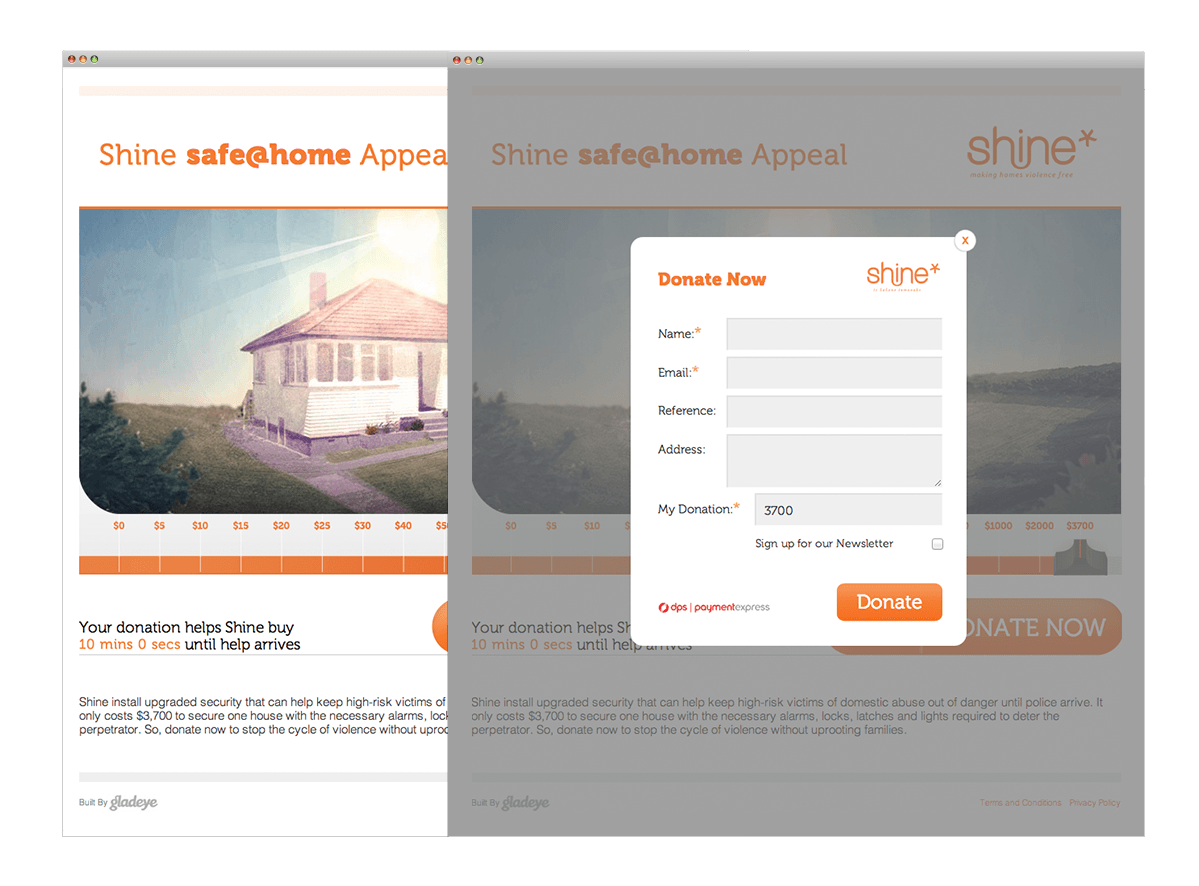 Shine safe@home Appea
$0 $5 $10 $15 $20 $25 $30 $40 $5
Your donation helps Shine buy
10 mins 0 secs until help arrives
Shine install upgraded security that can help keep high-risk victims of
only costs $3,700 to secure one house with the necessary alarms, lock
perpetrator. So, donate now to stop the cycle of violence without uproo
Built By gladeye
Shine safe@home Appeal
shine*
making homes violence free
$0 $5 $10 $1000 $2000 $3700
Your donation helps Sh
10 mins 0 secs until help arrives
ONATE NOW
Shine install upgraded security that can help keep high-risk victims of domestic abuse out of danger until police arrive. It
only costs $3,700 to secure one house with the necessary alarms, locks, latches and lights required to deter the
perpetrator. So, donate now to stop the cycle of violence without uprooting families.
Built By gladeye
Terms and Conditions Privacy Policy
x
Donate Now
shine*
Name:*
Email:*
Reference:
Address:
My Donation:* 3700
Sign up for our Newsletter
dps | paymentexpress
Donate